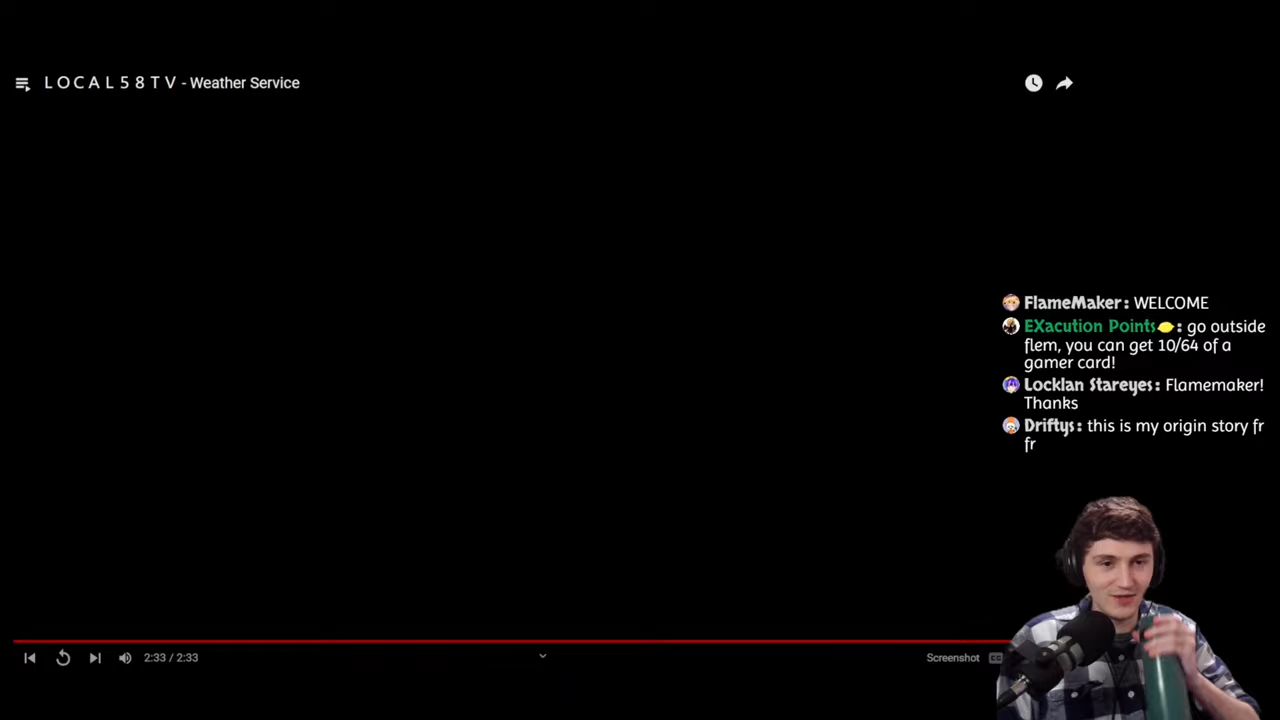 L O C A L 5 8 T V - Weather Service
FlameMaker: WELCOME
EXacution Points🍋: go outside
flem, you can get 10/64 of a
gamer card!
Locklan Stareyes: Flamemaker!
Thanks
Driftys: this is my origin story fr
fr
2:33 / 2:33
Screenshot
CC